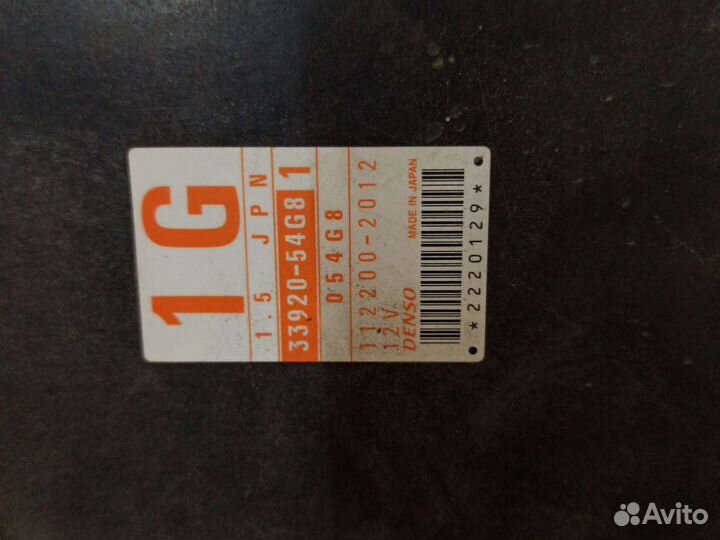 1G
1.5 JPN
33920-54G8 1
054G8
112200-2012
12V
DENSO MADE IN JAPAN
*2220129*
Avito